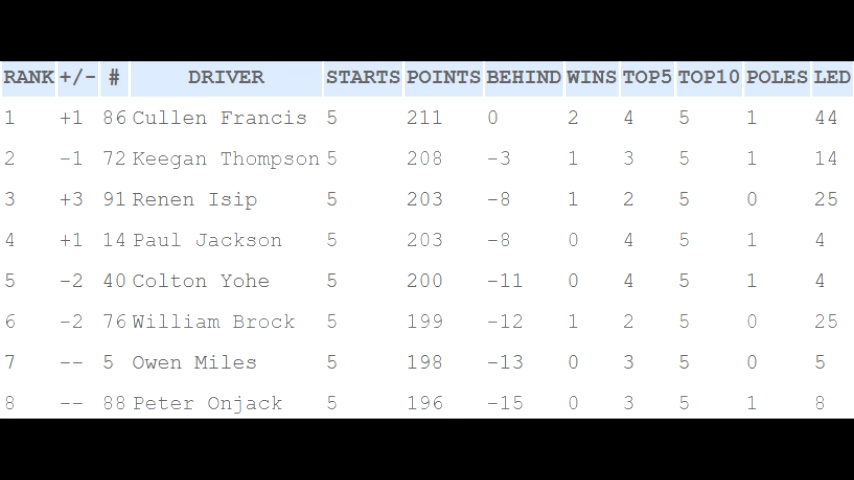 RANK +/- # DRIVER STARTS POINTS BEHIND WINS TOP5 TOP10 POLES LED
1 +1 86 Cullen Francis 5 211 0 2 4 5 1 44
2 -1 72 Keegan Thompson 5 208 -3 1 3 5 1 14
3 +3 91 Renen Isip 5 203 -8 1 2 5 0 25
4 +1 14 Paul Jackson 5 203 -8 0 4 5 1 4
5 -2 40 Colton Yohe 5 200 -11 0 4 5 1 4
6 -2 76 William Brock 5 199 -12 1 2 5 0 25
7 -- 5 Owen Miles 5 198 -13 0 3 5 0 5
8 -- 88 Peter Onjack 5 196 -15 0 3 5 1 8